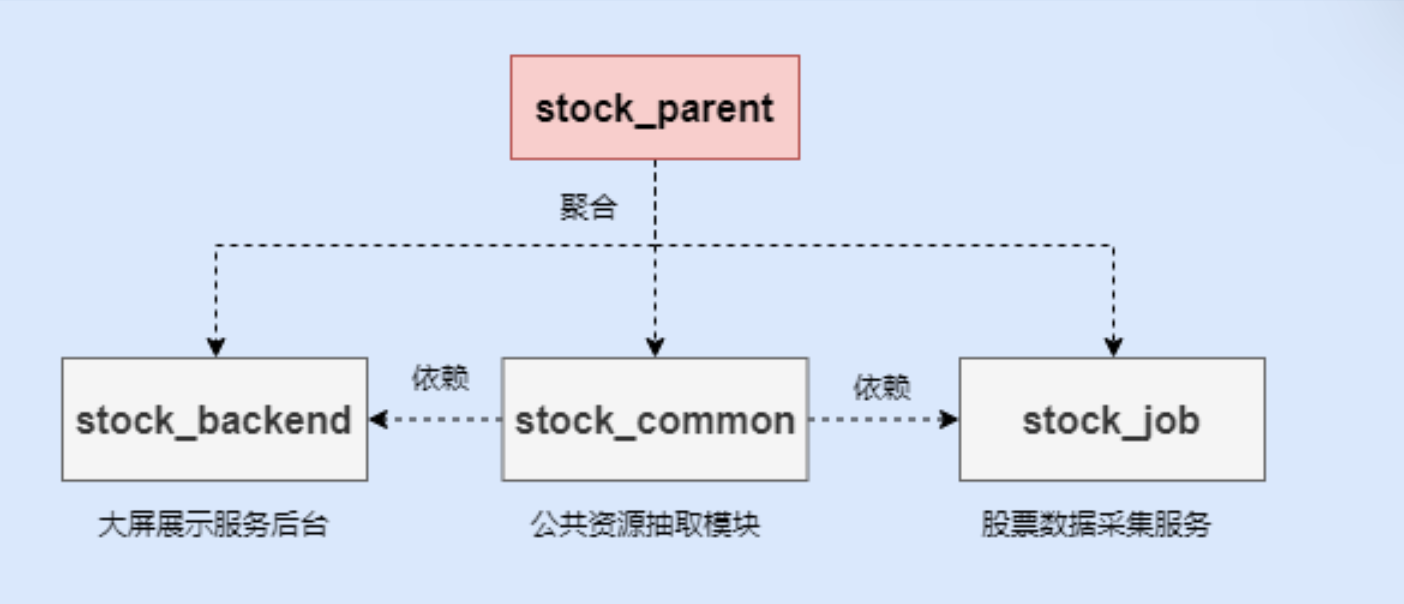 stock_parent
聚合
依赖
依赖
stock_backend
stock_common
stock_job
大屏展示服务后台
公共资源抽取模块
股票数据采集服务